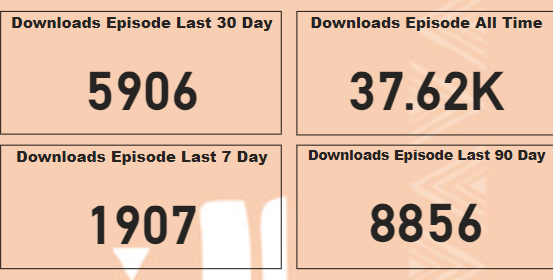 Downloads Episode Last 30 Day
5906
Downloads Episode All Time
37.62K
Downloads Episode Last 7 Day
1907
Downloads Episode Last 90 Day
8856